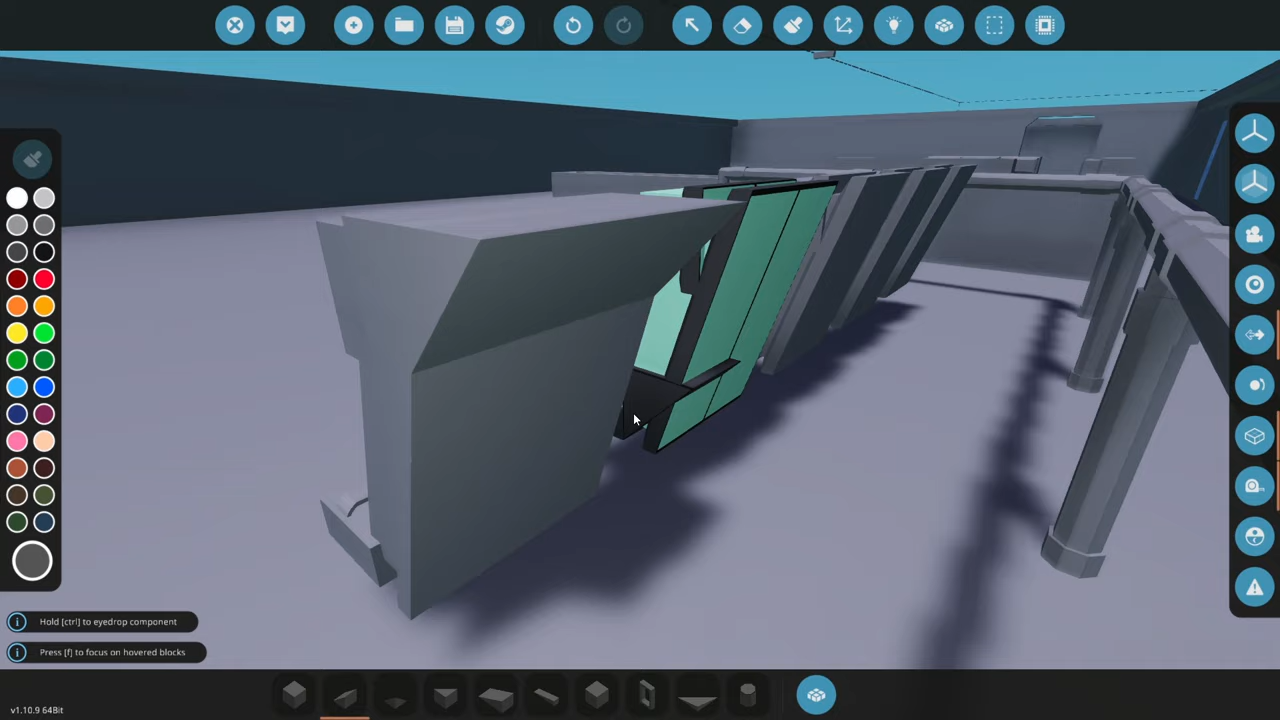 Hold [ctrl] to eyedrop component
Press [f] to focus on hovered blocks
v1.10.9 64Bit